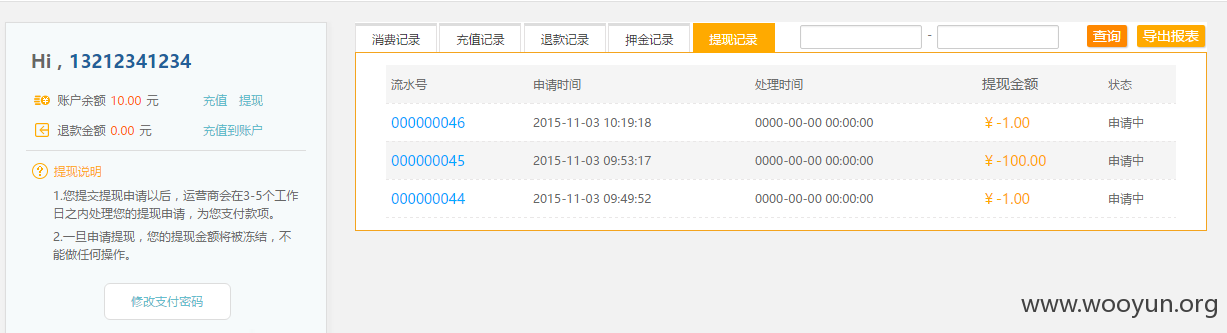 Hi，13212341234
账户余额 10.00 元 充值 提现
退款金额 0.00 元 充值到账户
提现说明
1.您提交提现申请以后，运营商会在3-5个工作
日之内处理您的提现申请，为您支付款项。
2.一旦申请提现，您的提现金额将被冻结，不
能做任何操作。
修改支付密码
消费记录 充值记录 退款记录 押金记录 提现记录 - 查询 导出报表
流水号 申请时间 处理时间 提现金额 状态
000000046 2015-11-03 10:19:18 0000-00-00 00:00:00 ¥ -1.00 申请中
000000045 2015-11-03 09:53:17 0000-00-00 00:00:00 ¥ -100.00 申请中
000000044 2015-11-03 09:49:52 0000-00-00 00:00:00 ¥ -1.00 申请中
www.wooyun.org